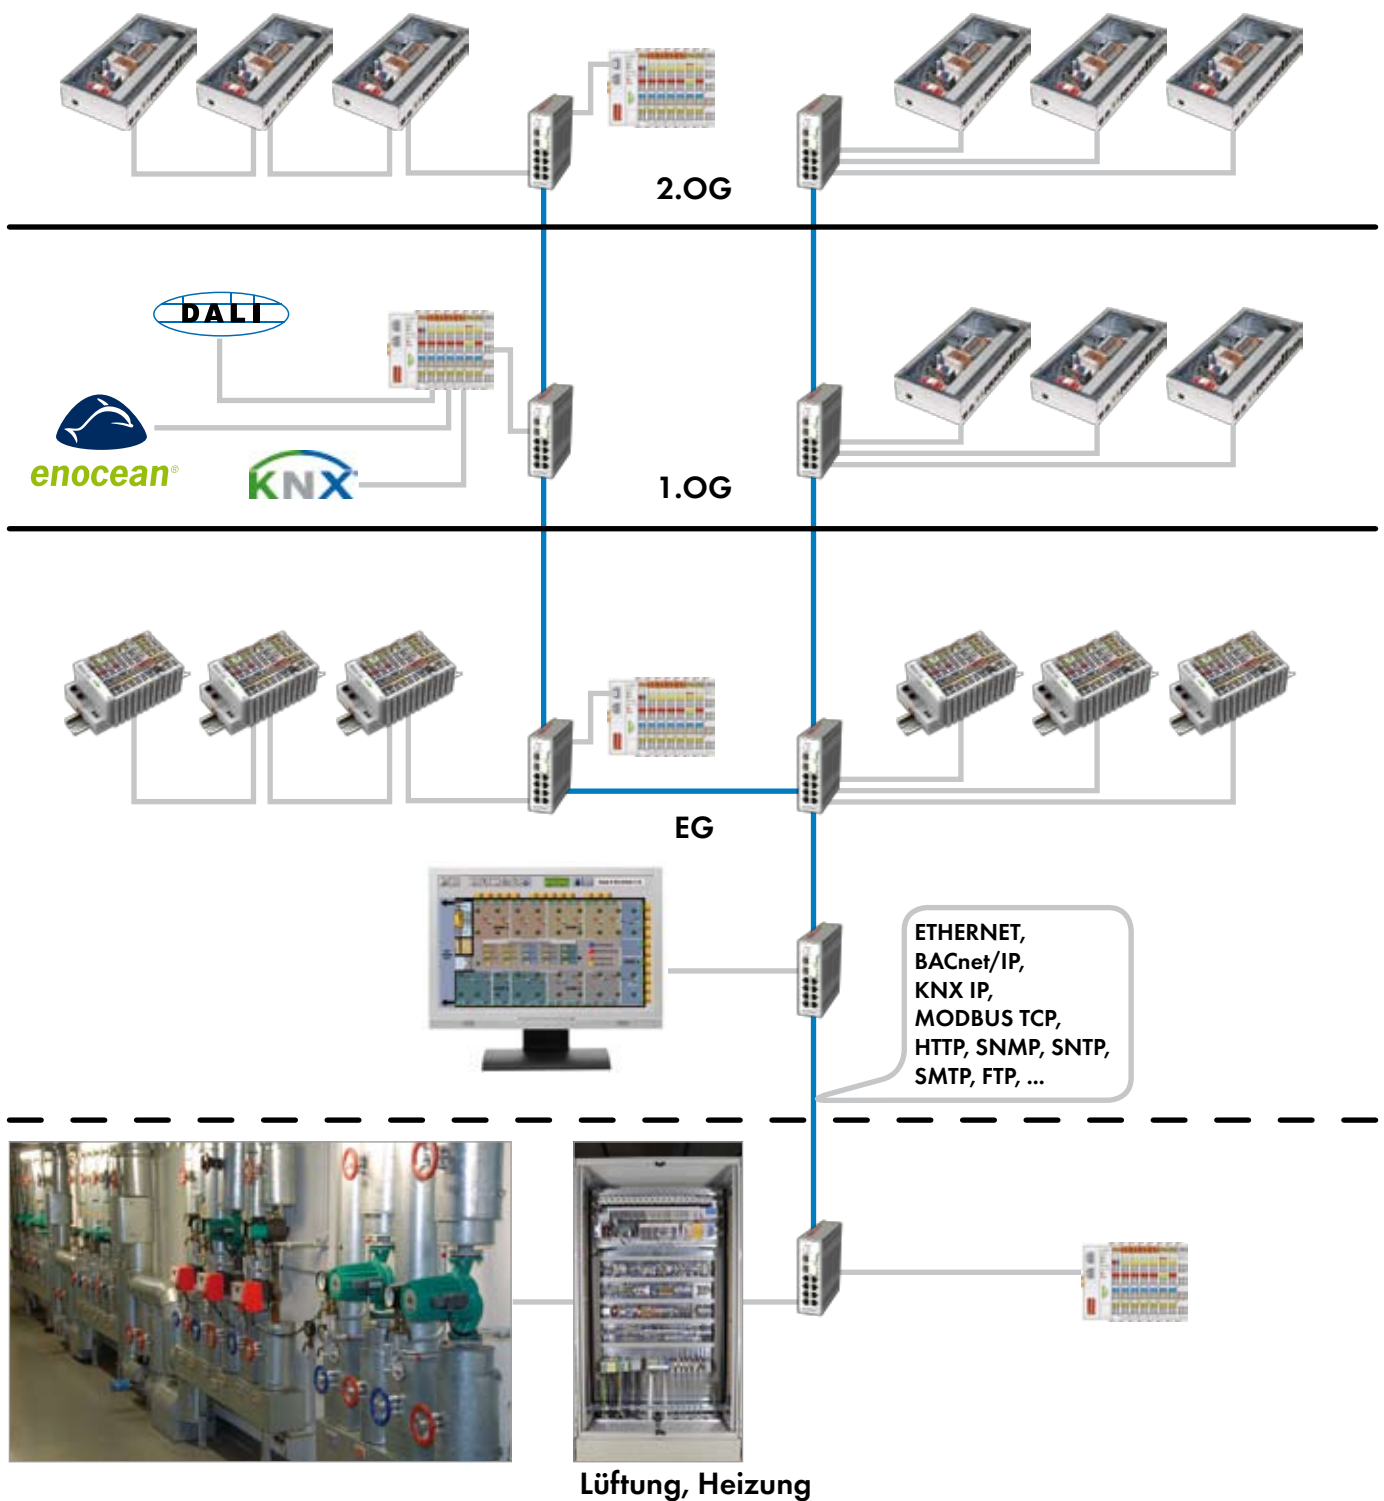 2.OG
DALI
enocean®
KNX
1.OG
EG
ETHERNET,
BACnet/IP,
KNX IP,
MODBUS TCP,
HTTP, SNMP, SNTP,
SMTP, FTP, ...
Lüftung, Heizung